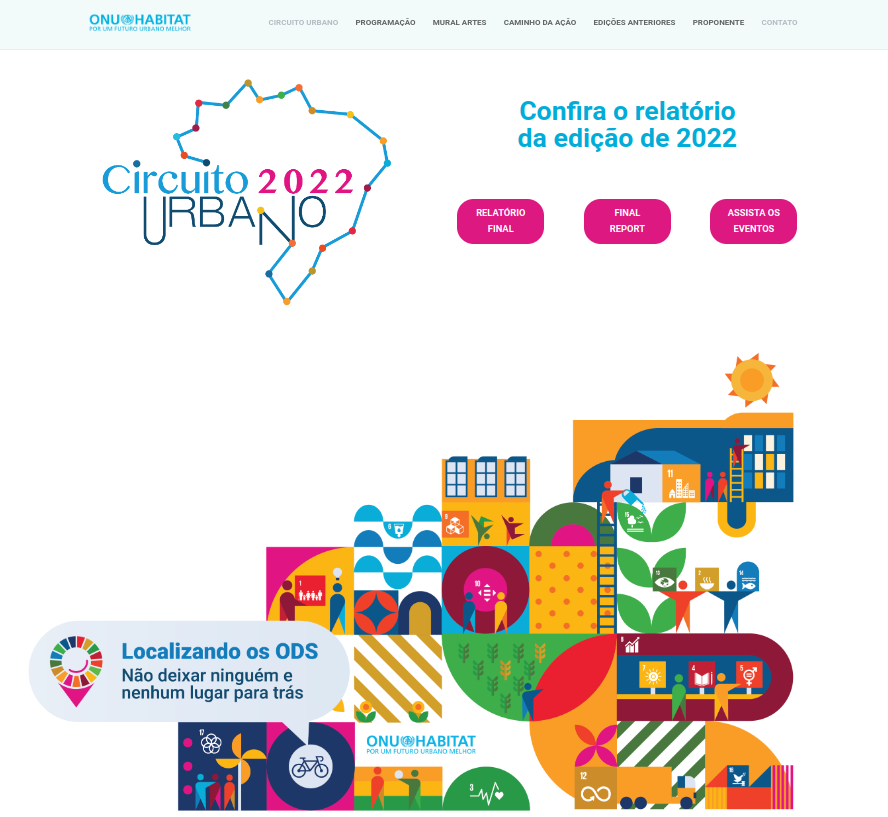 ONU HABITAT
POR UM FUTURO URBANO MELHOR
CIRCUITO URBANO
PROGRAMAÇÃO
MURAL ARTES
CAMINHO DA AÇÃO
EDIÇÕES ANTERIORES
PROPONENTE
CONTATO
Circuito 2022
URBANO
Confira o relatório
da edição de 2022
RELATÓRIO
FINAL
FINAL
REPORT
ASSISTA OS
EVENTOS
11
9
6
15
1
10
13
2
14
Localizando os ODS
Não deixar ninguém e
nenhum lugar para trás
8
7
4
5
17
ONU HABITAT
POR UM FUTURO URBANO MELHOR
3
12
16